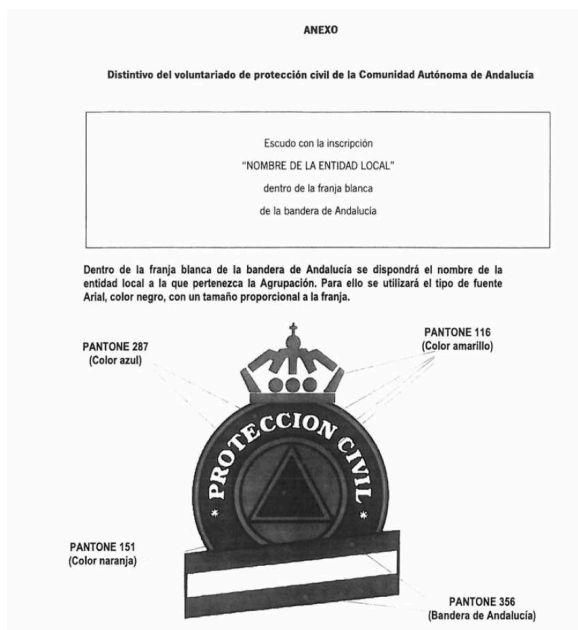 ANEXO
Distintivo del voluntariado de protección civil de la Comunidad Autónoma de Andalucía
Escudo con la inscripción
"NOMBRE DE LA ENTIDAD LOCAL"
dentro de la franja blanca
de la bandera de Andalucía
Dentro de la franja blanca de la bandera de Andalucía se dispondrá el nombre de la
entidad local a la que pertenezca la Agrupación. Para ello se utilizará el tipo de fuente
Arial, color negro, con un tamaño proporcional a la franja.
PANTONE 287
(Color azul)
PANTONE 116
(Color amarillo)
* PROTECCION CIVIL *
PANTONE 151
(Color naranja)
PANTONE 356
(Bandera de Andalucía)